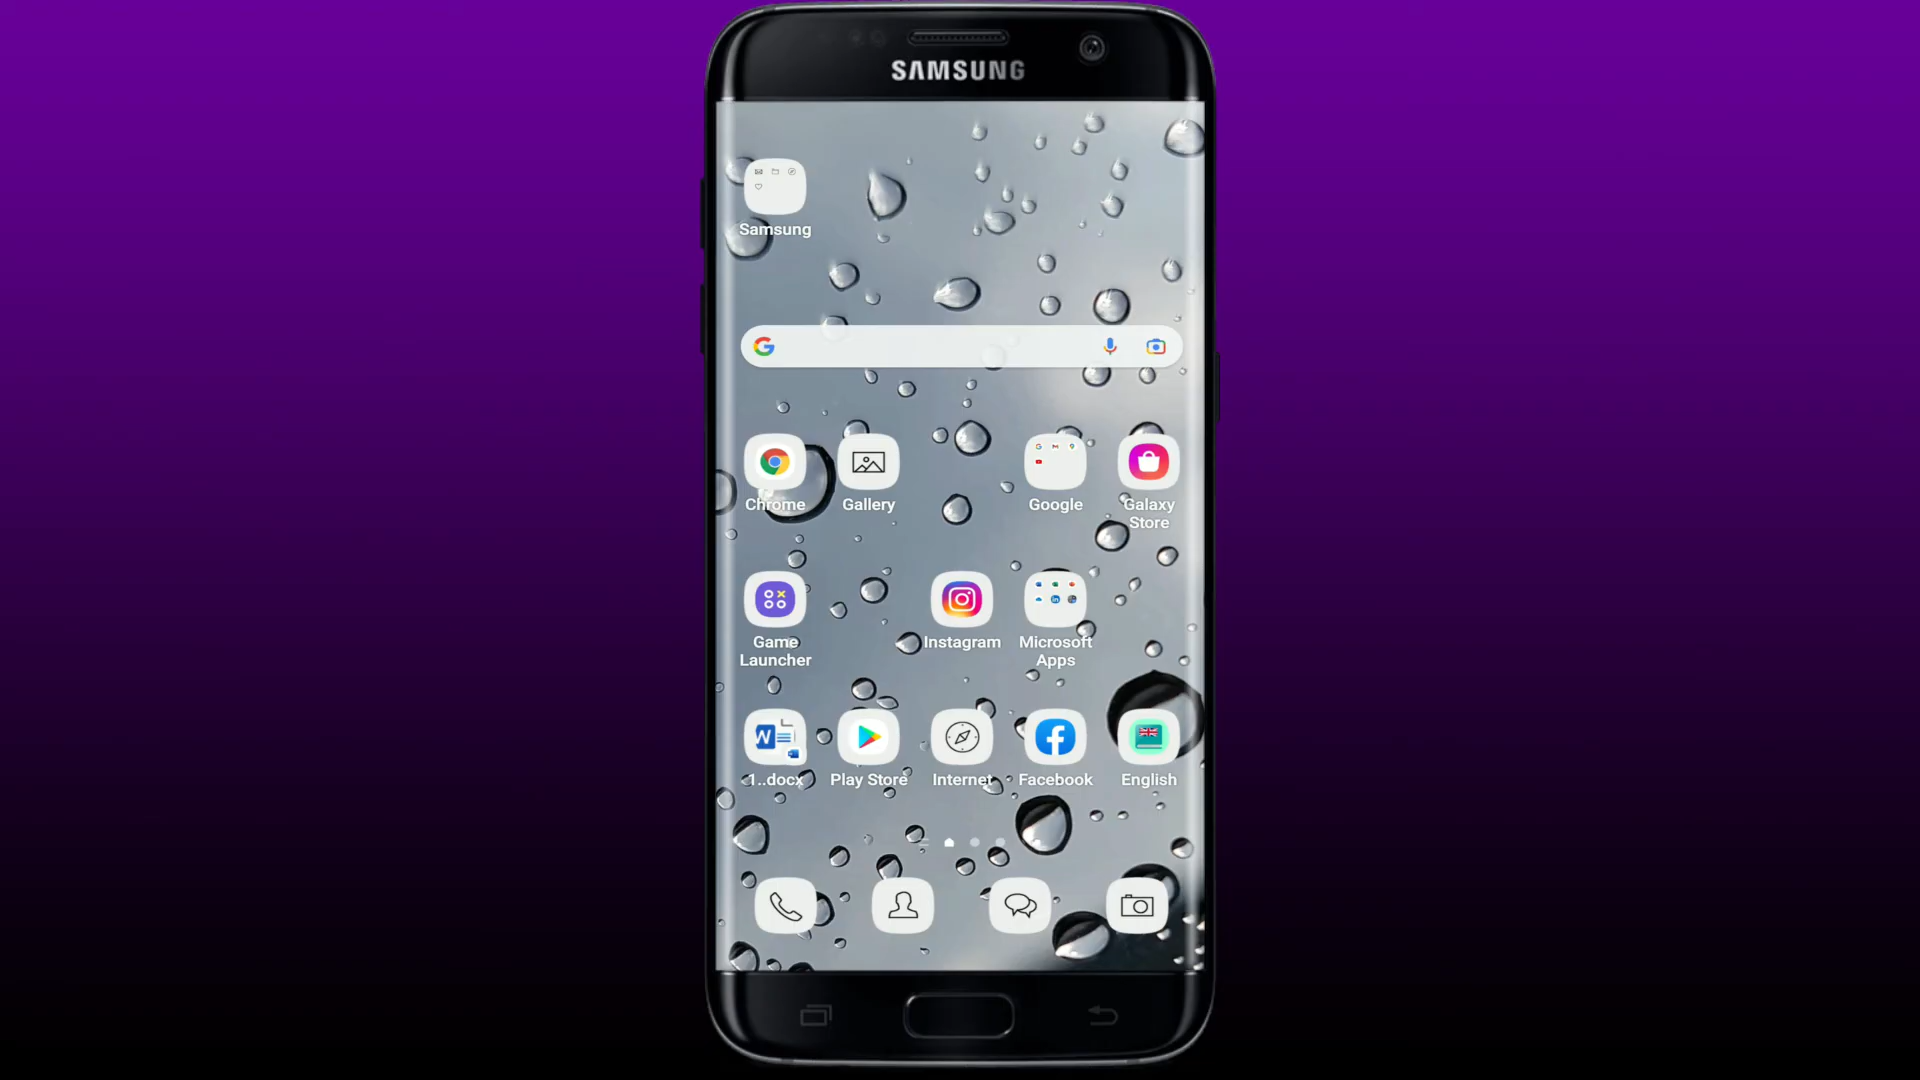 SAMSUNG
Samsung
Chrome
Gallery
Google
Galaxy
Store
Game
Launcher
Instagram
Microsoft
Apps
1..docx
Play Store
Internet
Facebook
English